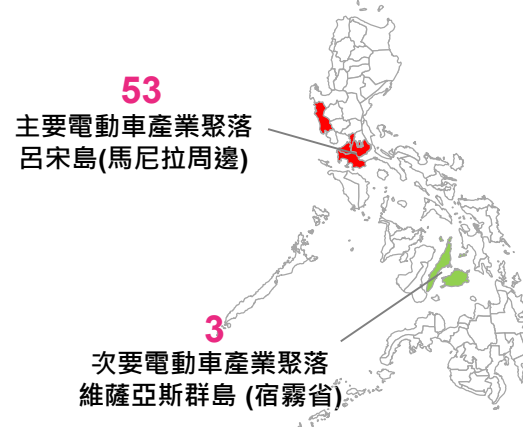 53
主要電動車產業聚落
呂宋島(馬尼拉周邊)
3
次要電動車產業聚落
維薩亞斯群島 (宿霧省)